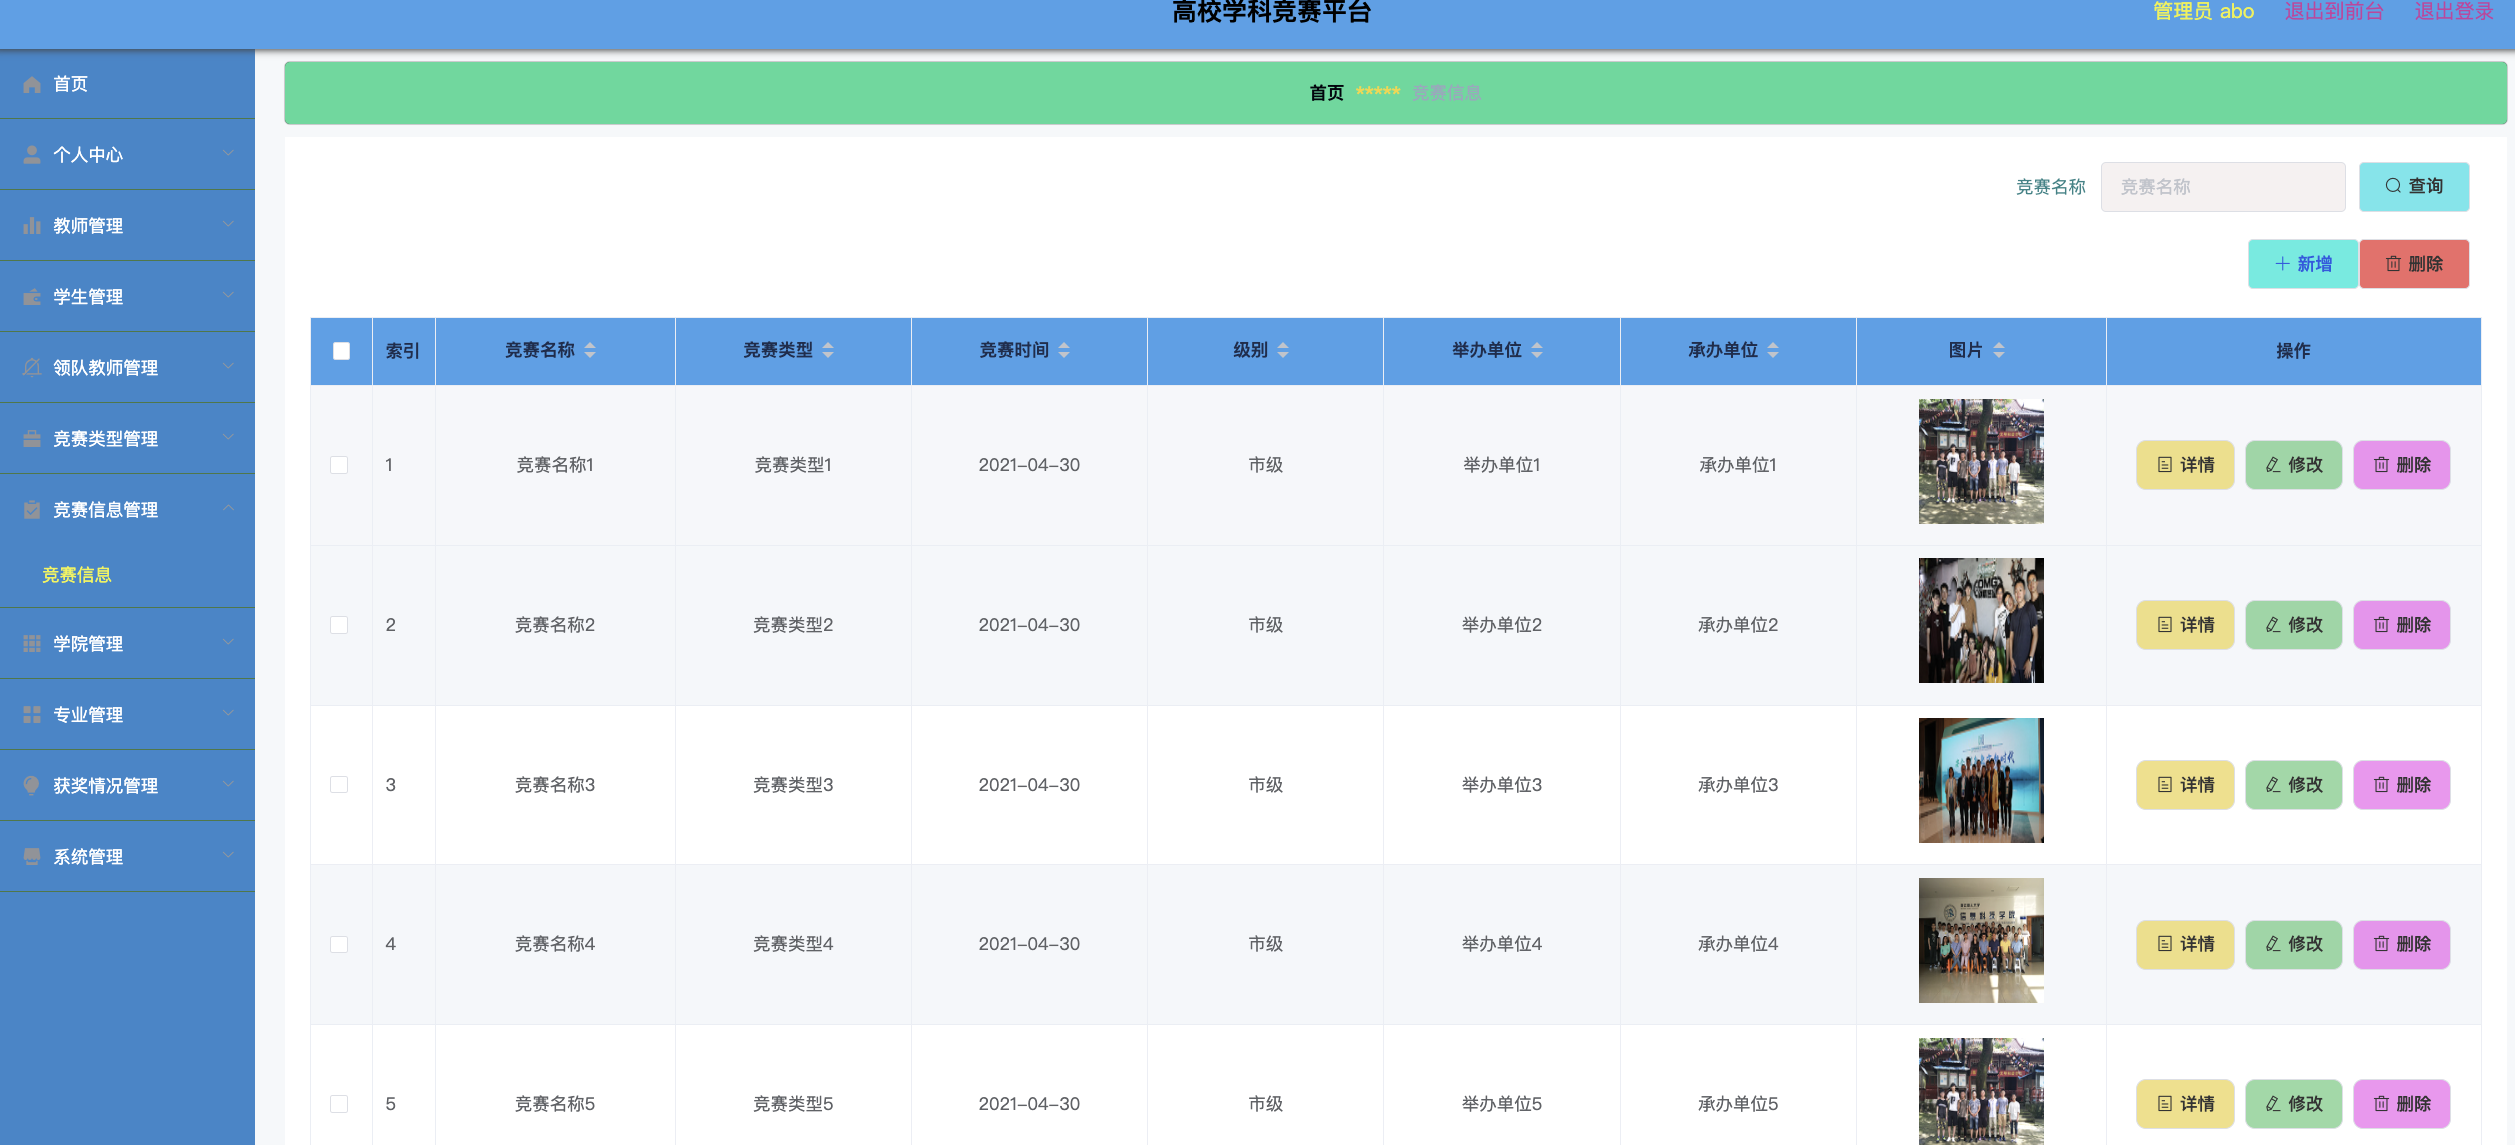 高校学科竞赛平台
管理员 abo 退出到前台 退出登录
首页
个人中心
教师管理
学生管理
领队教师管理
竞赛类型管理
竞赛信息管理
竞赛信息
学院管理
专业管理
获奖情况管理
系统管理
首页 ***** 竞赛信息
竞赛名称 竞赛名称 查询
新增 删除
索引 竞赛名称 竞赛类型 竞赛时间 级别 举办单位 承办单位 图片 操作
1 竞赛名称1 竞赛类型1 2021-04-30 市级 举办单位1 承办单位1 详情 修改 删除
2 竞赛名称2 竞赛类型2 2021-04-30 市级 举办单位2 承办单位2 详情 修改 删除
3 竞赛名称3 竞赛类型3 2021-04-30 市级 举办单位3 承办单位3 详情 修改 删除
4 竞赛名称4 竞赛类型4 2021-04-30 市级 举办单位4 承办单位4 详情 修改 删除
5 竞赛名称5 竞赛类型5 2021-04-30 市级 举办单位5 承办单位5 详情 修改 删除